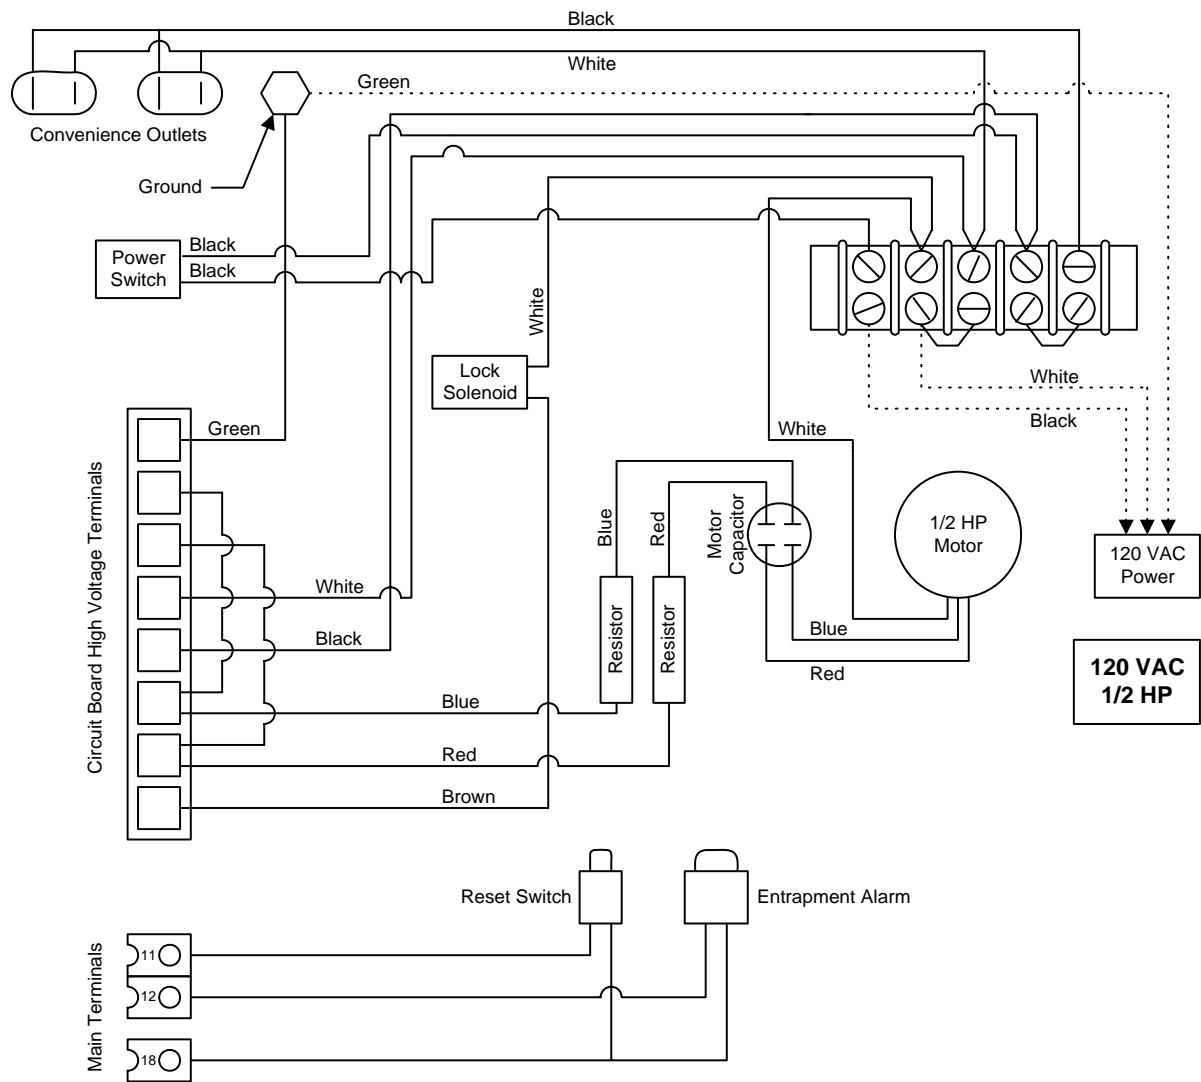 Black
White
Green
Convenience Outlets
Ground
Black
Power
Switch
Black
White
Lock
Solenoid
White
Black
Green
White
Circuit Board High Voltage Terminals
Blue
Red
Motor
Capacitor
1/2 HP
Motor
120 VAC
Power
White
Resistor
Resistor
Blue
Black
Red
120 VAC
1/2 HP
Blue
Red
Brown
Reset Switch
Entrapment Alarm
Main Terminals
11
12
18